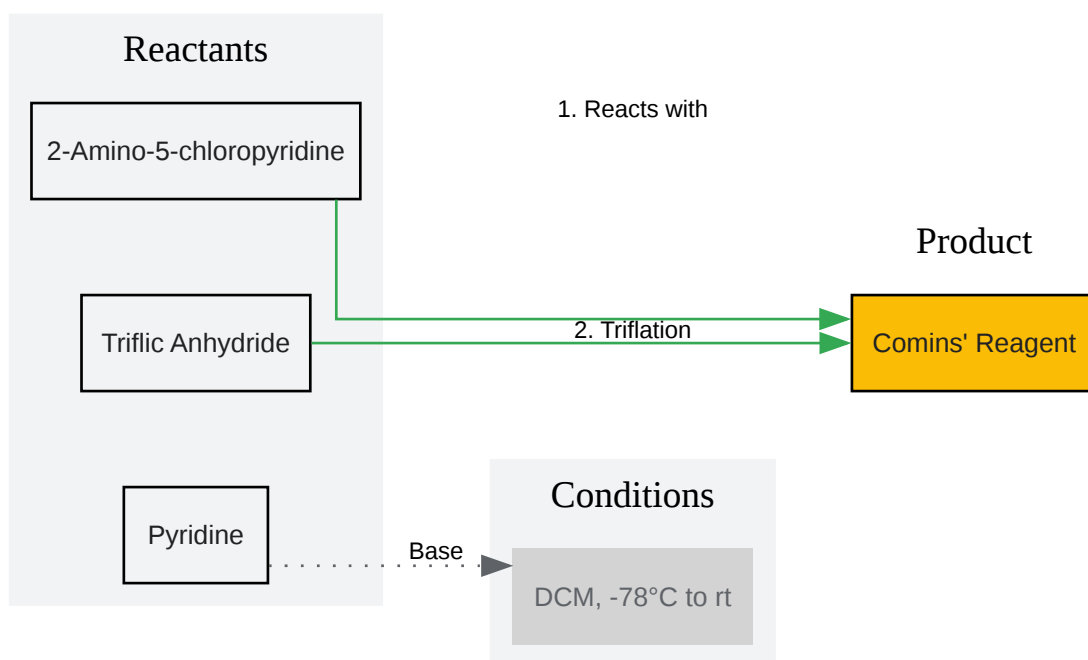 Reactants
2-Amino-5-chloropyridine
1. Reacts with
Product
Triflic Anhydride
2. Triflation
Comins' Reagent
Pyridine
Base
Conditions
DCM, -78°C to rt